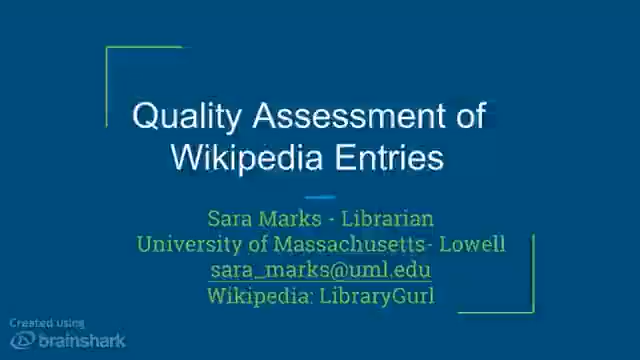 Quality Assessment of
Wikipedia Entries
Sara Marks - Librarian
University of Massachusetts- Lowell
sara_marks@uml.edu
Wikipedia: LibraryGurl
Created using
brainshark